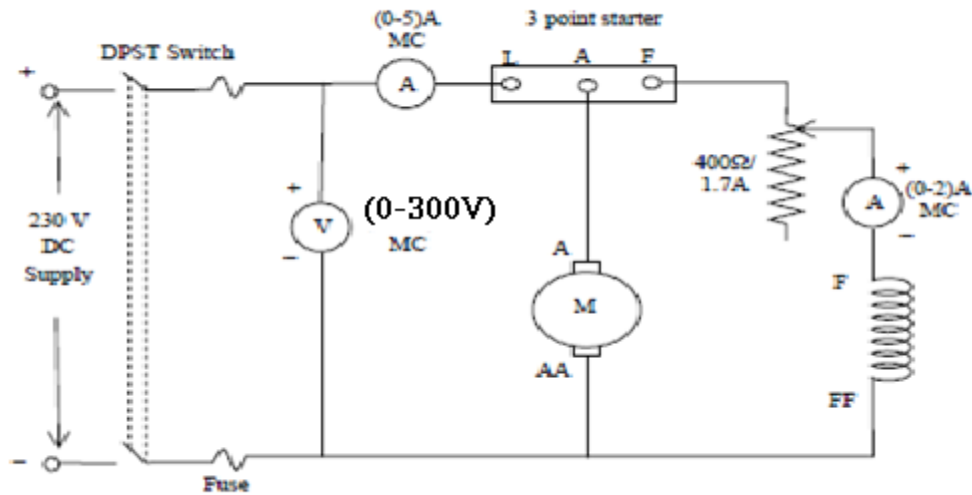 3 point starter
(0-5)A
MC
DPST Switch
L A F
+
A
400Ω/
1.7A
+
(0-2)A
MC
A
−
+
V
−
(0-300V)
MC
230 V
DC
Supply
A
M
AA
F
FF
−
Fuse